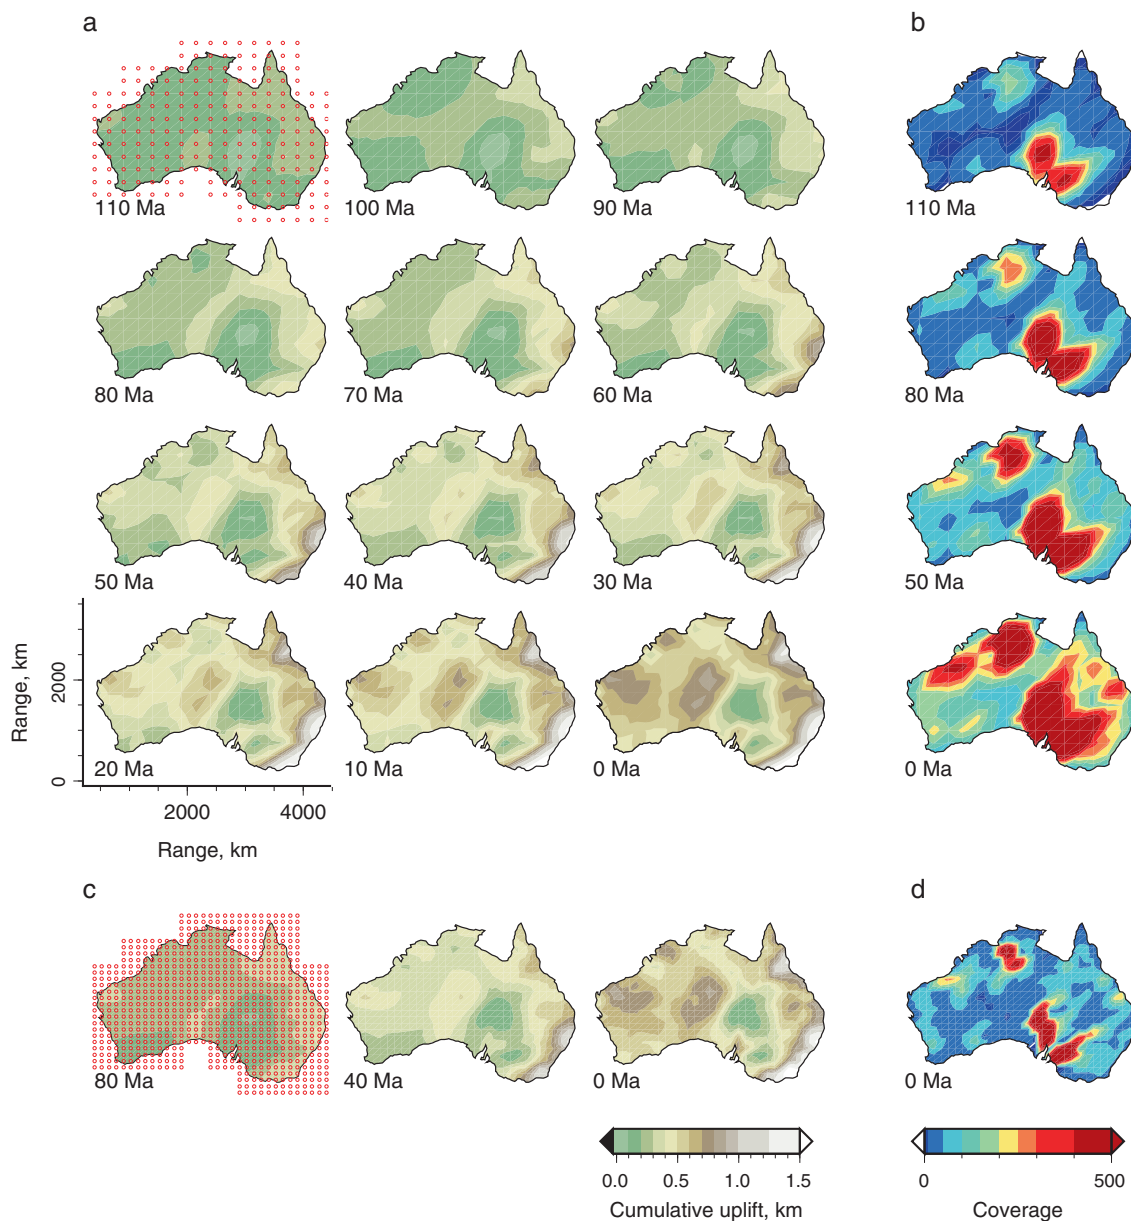 a
b
110 Ma
100 Ma
90 Ma
110 Ma
80 Ma
70 Ma
60 Ma
80 Ma
50 Ma
40 Ma
30 Ma
50 Ma
Range, km
2000
0
20 Ma
10 Ma
0 Ma
0 Ma
2000
4000
Range, km
c
d
80 Ma
40 Ma
0 Ma
0 Ma
0.0
0.5
1.0
1.5
0
500
Cumulative uplift, km
Coverage